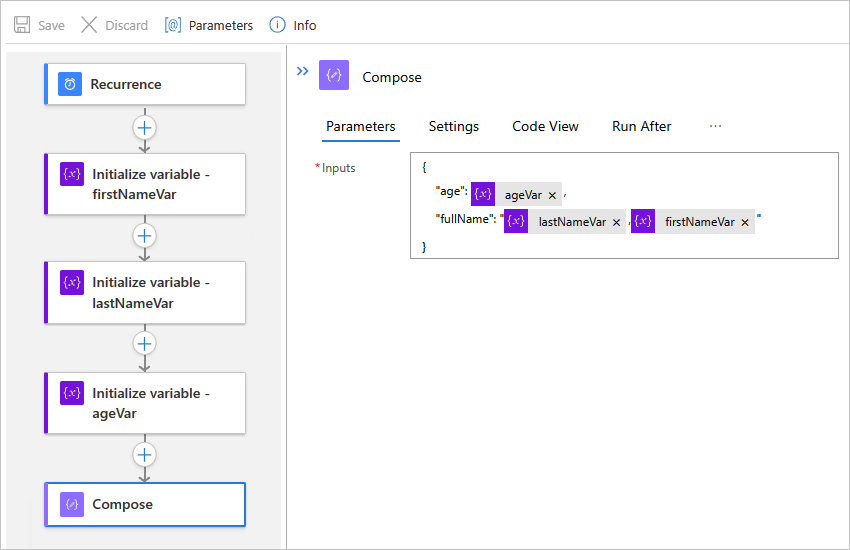 Save Discard Parameters Info
Recurrence
Initialize variable -
firstNameVar
Initialize variable -
lastNameVar
Initialize variable -
ageVar
Compose
Compose
Parameters Settings Code View Run After ...
* Inputs
{
"age": {x} ageVar × ,
"fullName": " {x} lastNameVar × , {x} firstNameVar × "
}